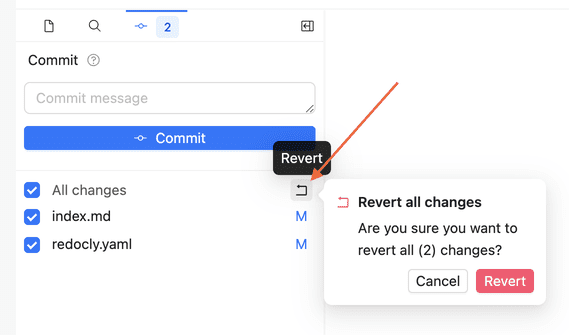 2
Commit
Commit message
Commit
Revert
All changes
index.md M
redocly.yaml M
Revert all changes
Are you sure you want to
revert all (2) changes?
Cancel Revert